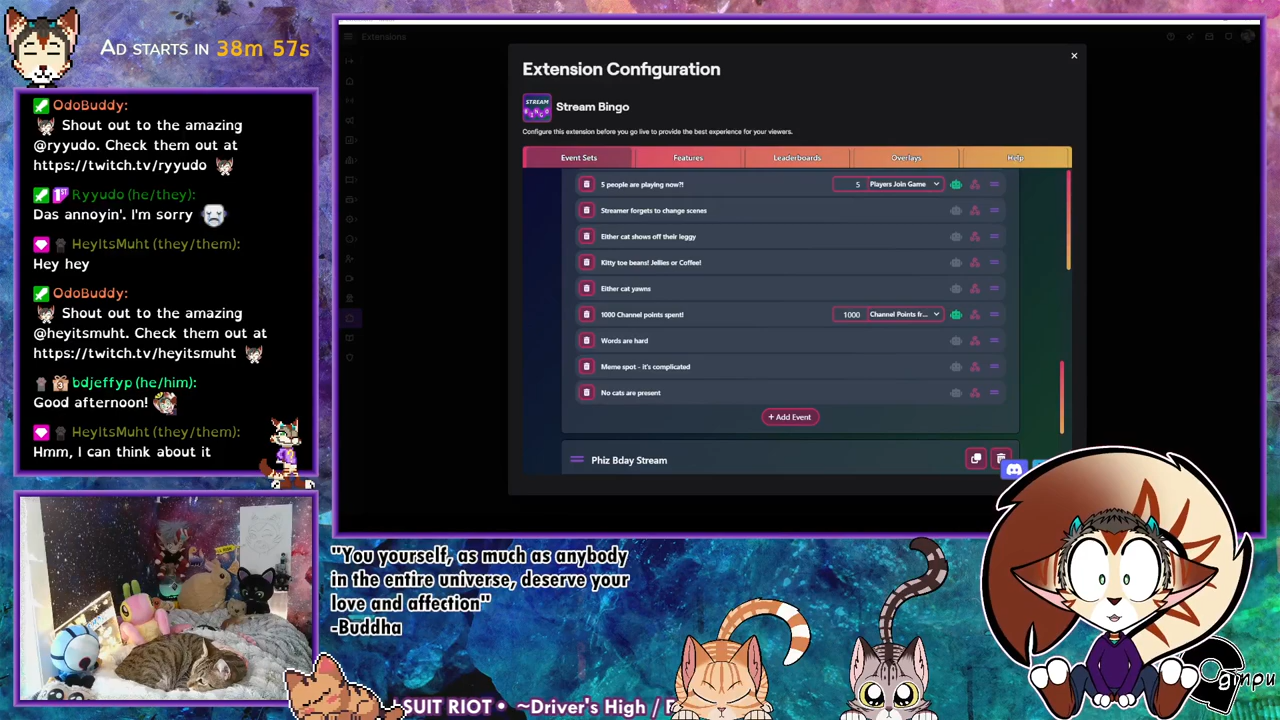 AD STARTS IN 38m 57s
OdoBuddy:
Shout out to the amazing
@ryyudo. Check them out at
https://twitch.tv/ryyudo
Ryyudo (he/they):
Das annoyin'. I'm sorry
HeyItsMuht (they/them):
Hey hey
OdoBuddy:
Shout out to the amazing
@heyitsmuht. Check them out at
https://twitch.tv/heyitsmuht
bdjeffyp (he/him):
Good afternoon!
HeyItsMuht (they/them):
Hmm, I can think about it
Extensions
Extension Configuration
STREAM BINGO
Stream Bingo
Configure this extension before you go live to provide the best experience for your viewers.
Event Sets
Features
Leaderboards
Overlays
Help
5 people are playing now?!
5 Players Join Game
Streamer forgets to change scenes
Either cat shows off their leggy
Kitty toe beans! Jellies or Coffee!
Either cat yawns
1000 Channel points spent!
1000 Channel Points fr...
Words are hard
Meme spot - it's complicated
No cats are present
+ Add Event
Phiz Bday Stream
"You yourself, as much as anybody
in the entire universe, deserve your
love and affection"
-Buddha
SUIT RIOT • ~Driver's High /